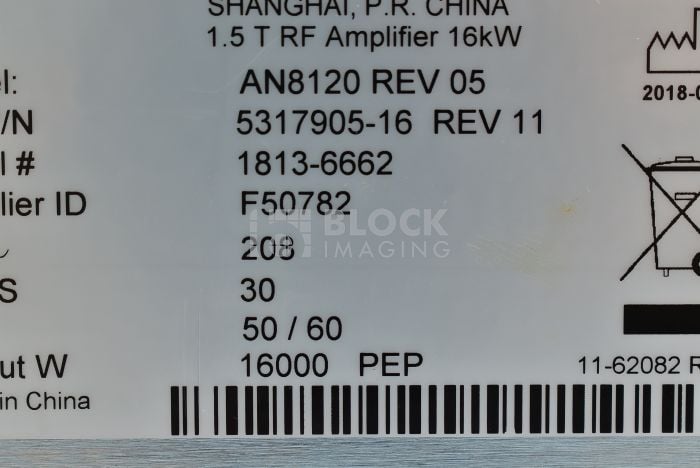 SHANGHAI, P.R. CHINA
1.5 T RF Amplifier 16kW
2018-0
l: AN8120 REV 05
/N 5317905-16 REV 11
l # 1813-6662
lier ID F50782
BLOCK
IMAGING
208
S 30
50 / 60
ut W 16000 PEP
11-62082 R
in China